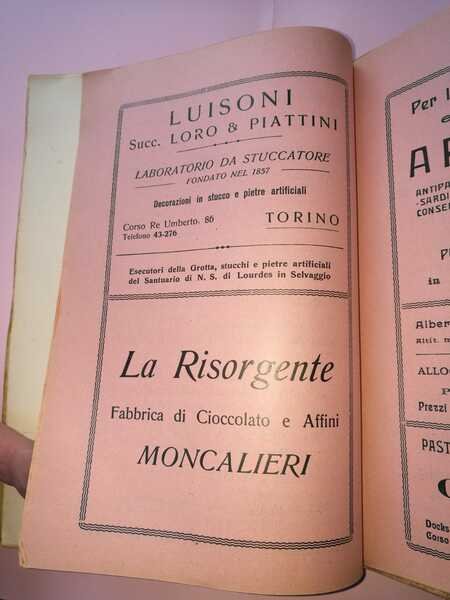 LUISONI
Succ. LORO & PIATTINI
LABORATORIO DA STUCCATORE
FONDATO NEL 1857
Decorazioni in stucco e pietre artificiali
Corso Re Umberto. 86
Telefono 43-276
TORINO
Esecutori della Grotta, stucchi e pietre artificiali
del Santuario di N. S. di Lourdes in Selvaggio
La Risorgente
Fabbrica di Cioccolato e Affini
MONCALIERI
Per
ANTIPA
-SARDI
CONSE
in
Alber
Altit.
ALLO
Prezzi
PAST
Docks
Corso